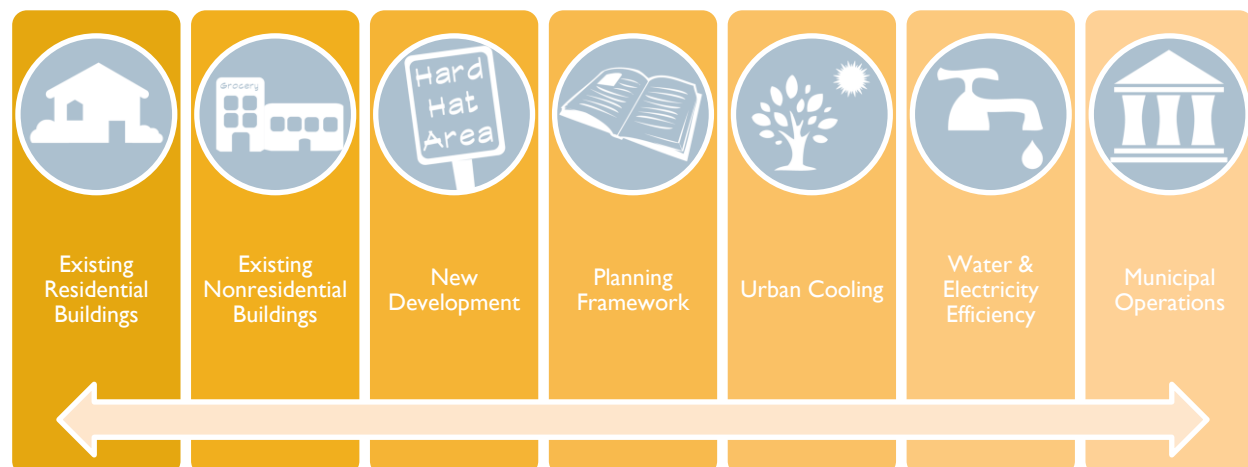 Grocery
Hard
Hat
Area
Existing
Residential
Buildings
Existing
Nonresidential
Buildings
New
Development
Planning
Framework
Urban Cooling
Water &
Electricity
Efficiency
Municipal
Operations